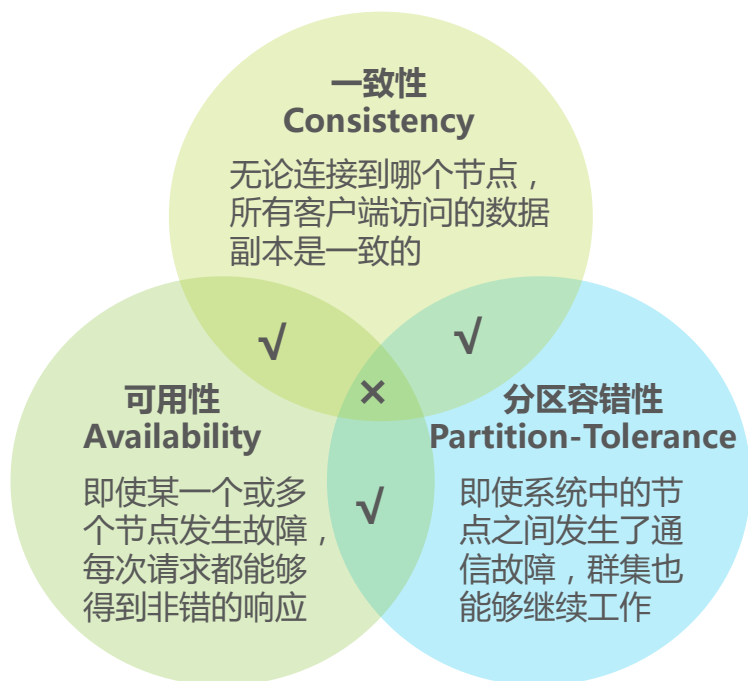 一致性
Consistency
无论连接到哪个节点，
所有客户端访问的数据
副本是一致的
√
√
×
可用性
Availability
即使某一个或多
个节点发生故障，
每次请求都能够
得到非错的响应
分区容错性
Partition-Tolerance
即使系统中的节
点之间发生了通
信故障，群集也
能够继续工作
√